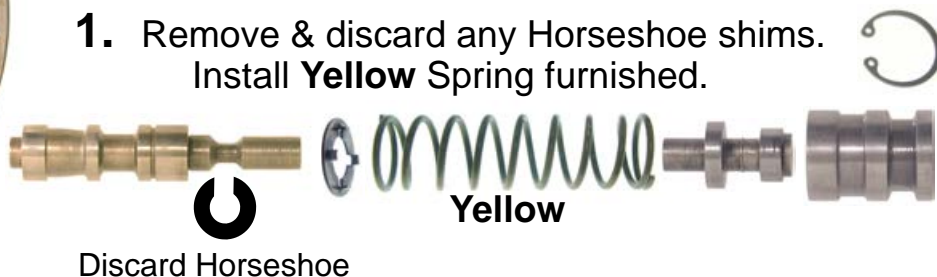 1. Remove & discard any Horseshoe shims.
Install Yellow Spring furnished.
Yellow
Discard Horseshoe